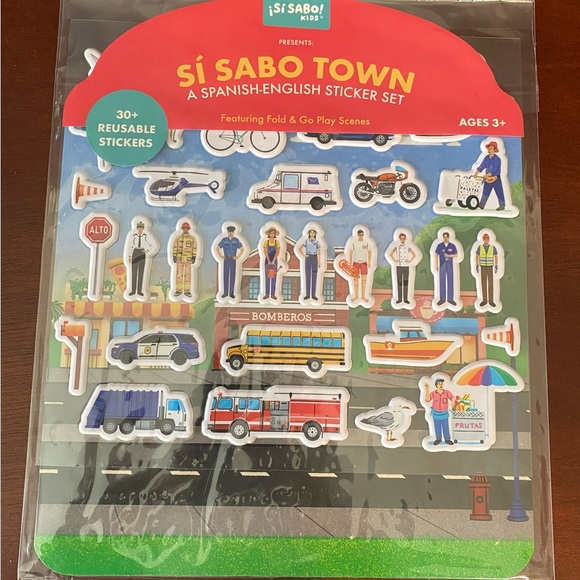 ¡SÍ SABO!
KIDS®
PRESENTS:
SÍ SABO TOWN
A SPANISH-ENGLISH STICKER SET
Featuring Fold & Go Play Scenes
AGES 3+
30+
REUSABLE
STICKERS
ALTO
BOMBEROS
FRUTAS